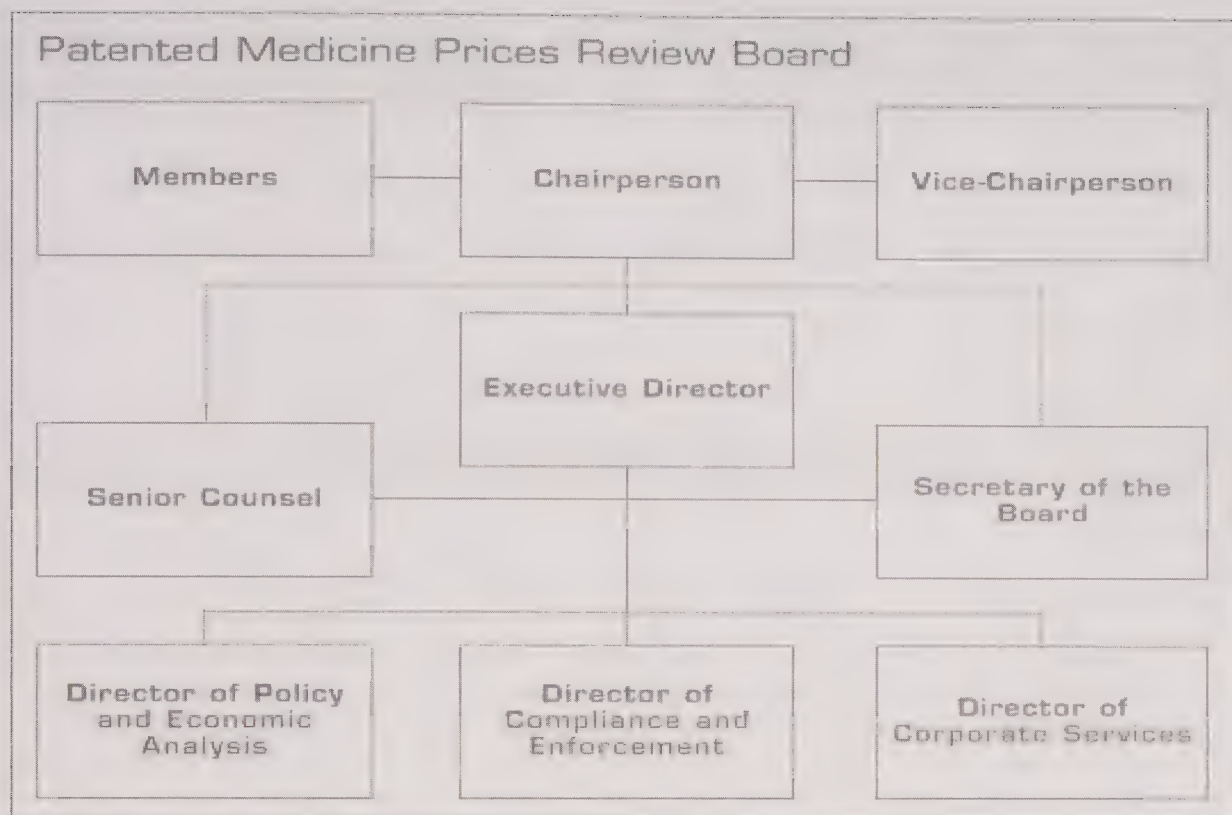 Patented Medicine Prices Review Board
Members
Chairperson
Vice-Chairperson
Executive Director
Senior Counsel
Secretary of the
Board
Director of Policy
and Economic
Analysis
Director of
Compliance and
Enforcement
Director of
Corporate Services